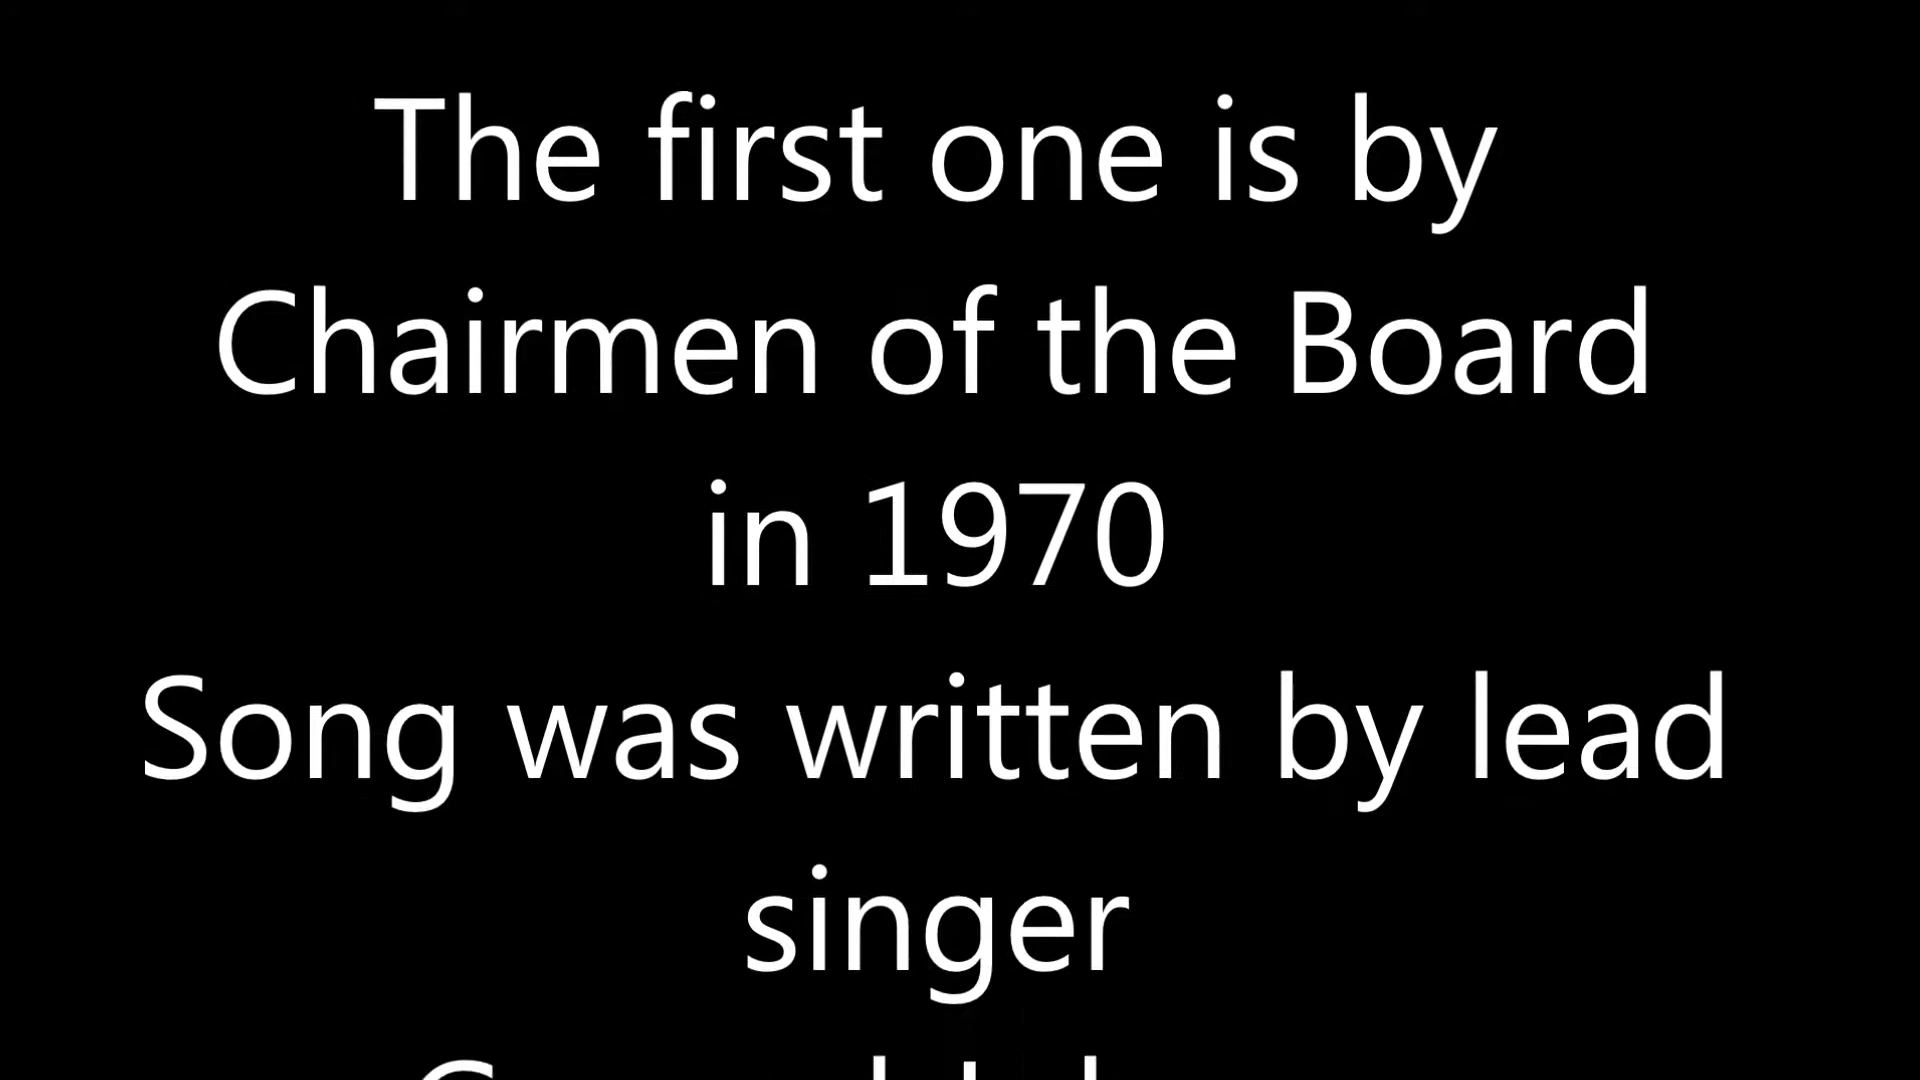 The first one is by
Chairmen of the Board
in 1970
Song was written by lead
singer